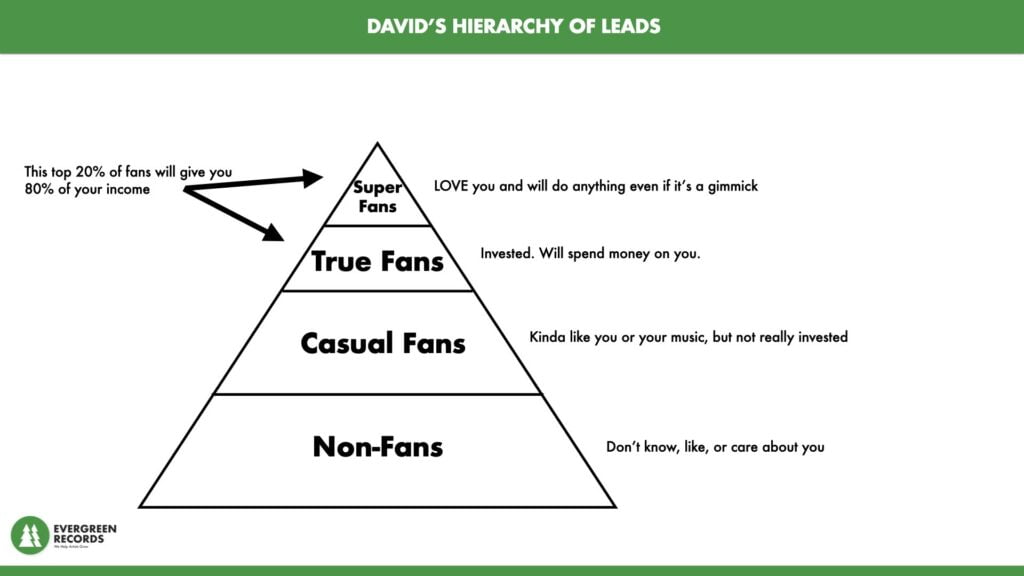 DAVID'S HIERARCHY OF LEADS
This top 20% of fans will give you
80% of your income
Super
Fans
LOVE you and will do anything even if it's a gimmick
True Fans
Invested. Will spend money on you.
Casual Fans
Kinda like you or your music, but not really invested
Non-Fans
Don't know, like, or care about you
EVERGREEN
RECORDS
We Help Artists Grow